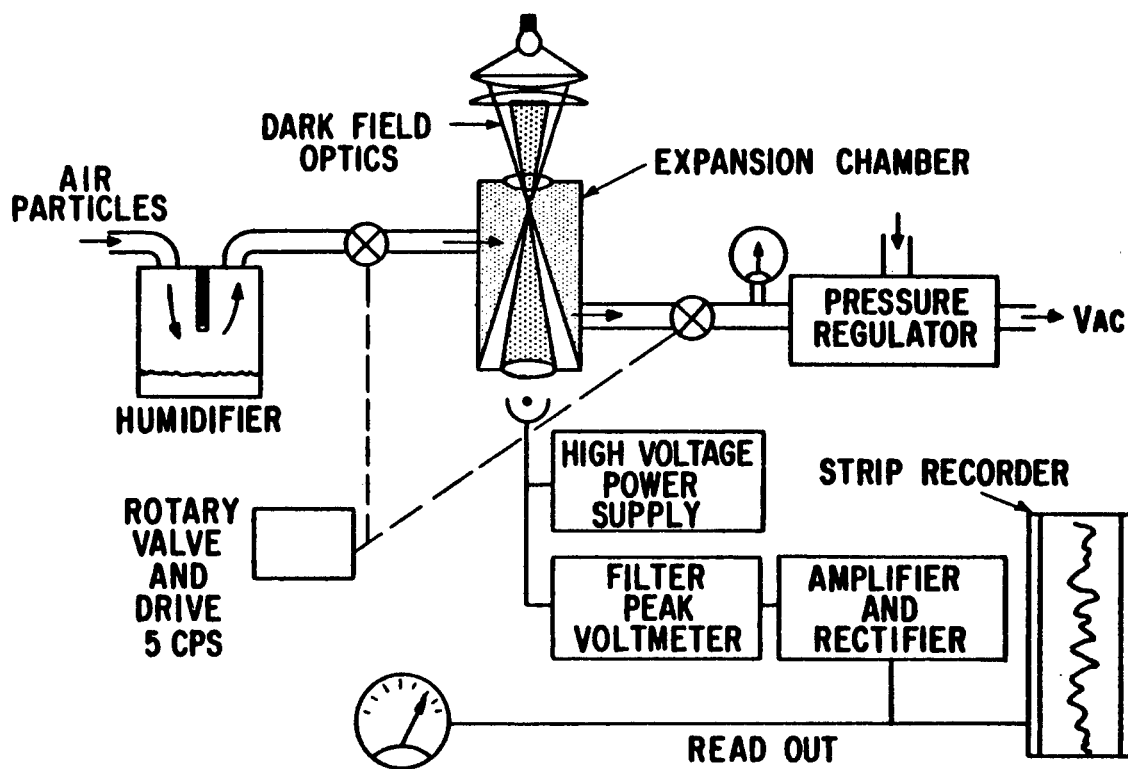 DARK FIELD
OPTICS
EXPANSION CHAMBER
AIR
PARTICLES
PRESSURE
REGULATOR
VAC
HUMIDIFIER
HIGH VOLTAGE
POWER
SUPPLY
STRIP RECORDER
ROTARY
VALVE
AND
DRIVE
5 CPS
FILTER
PEAK
VOLTMETER
AMPLIFIER
AND
RECTIFIER
READ OUT